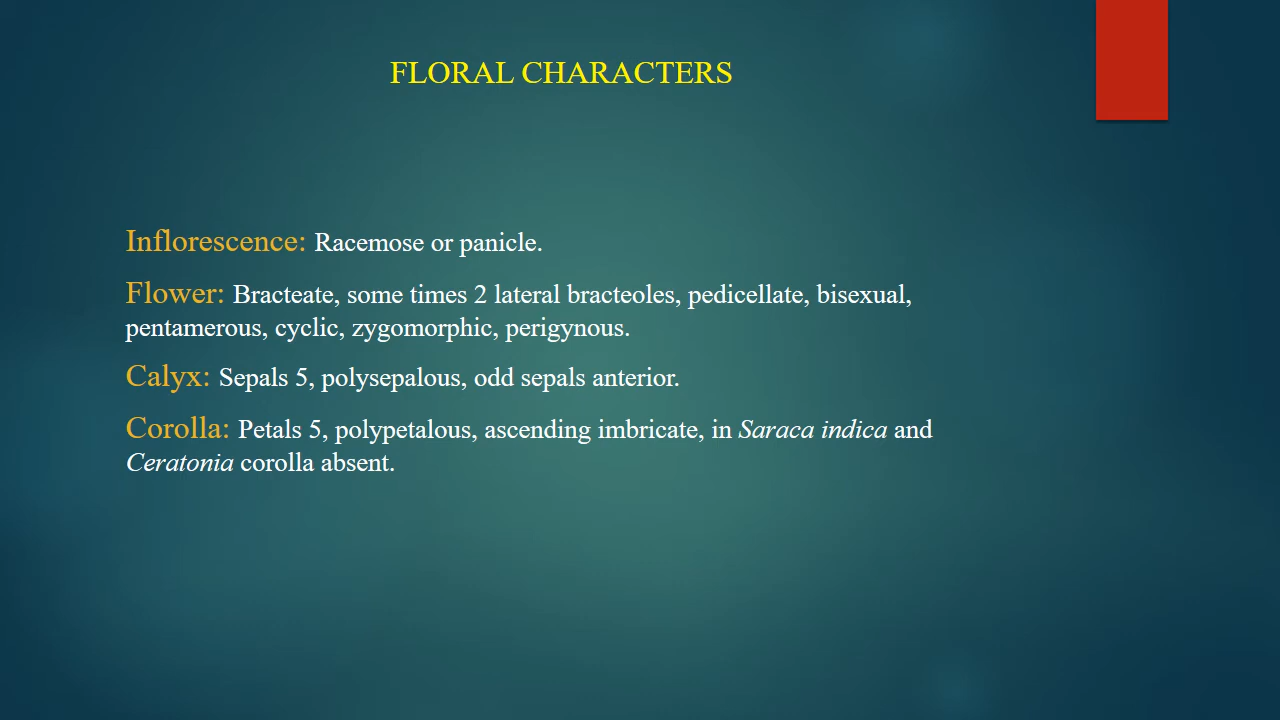 FLORAL CHARACTERS
Inflorescence: Racemose or panicle.
Flower: Bracteate, some times 2 lateral bracteoles, pedicellate, bisexual,
pentamerous, cyclic, zygomorphic, perigynous.
Calyx: Sepals 5, polysepalous, odd sepals anterior.
Corolla: Petals 5, polypetalous, ascending imbricate, in Saraca indica and
Ceratonia corolla absent.